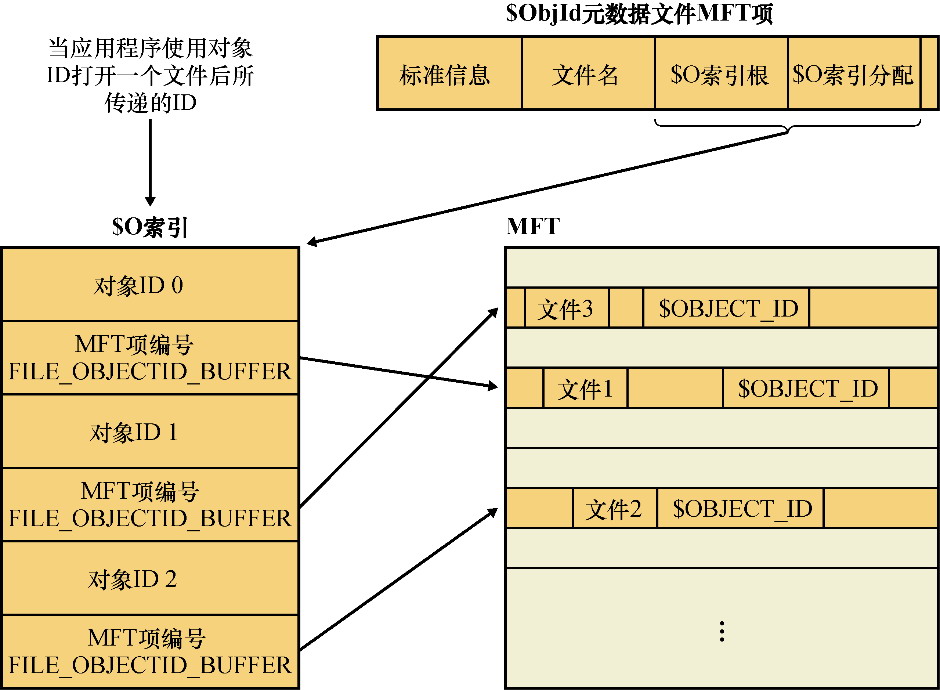 $ObjId元数据文件MFT项
当应用程序使用对象
ID打开一个文件后所
传递的ID
标准信息
文件名
$O索引根
$O索引分配
$O索引
对象ID 0
MFT项编号
FILE_OBJECTID_BUFFER
对象ID 1
MFT项编号
FILE_OBJECTID_BUFFER
对象ID 2
MFT项编号
FILE_OBJECTID_BUFFER
MFT
文件3
$OBJECT_ID
文件1
$OBJECT_ID
文件2
$OBJECT_ID
⋮